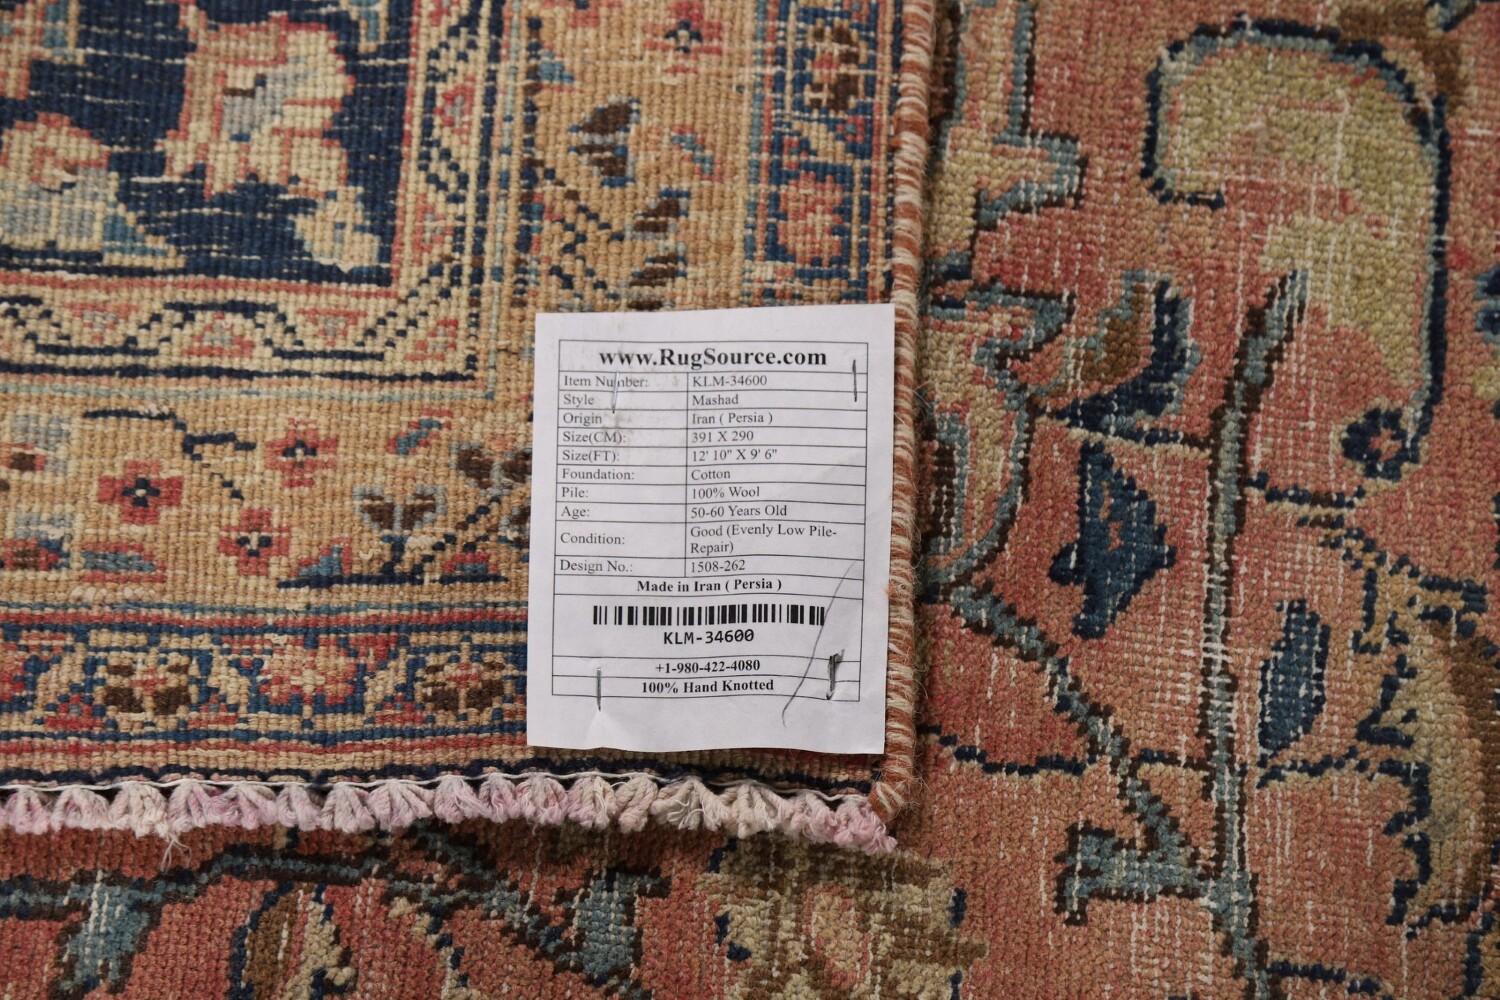 www.RugSource.com
Item Number: KLM-34600
Style Mashad
Origin Iran ( Persia )
Size(CM): 391 X 290
Size(FT): 12' 10" X 9' 6"
Foundation: Cotton
Pile: 100% Wool
Age: 50-60 Years Old
Condition: Good (Evenly Low Pile-
Repair)
Design No.: 1508-262
Made in Iran ( Persia )
KLM-34600
+1-980-422-4080
100% Hand Knotted